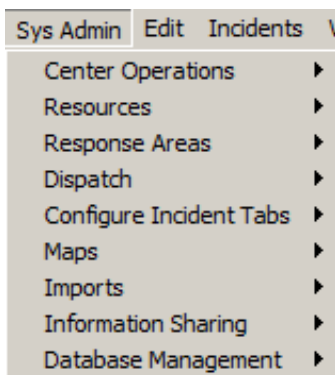 Sys Admin Edit Incidents
Center Operations
Resources
Response Areas
Dispatch
Configure Incident Tabs
Maps
Imports
Information Sharing
Database Management